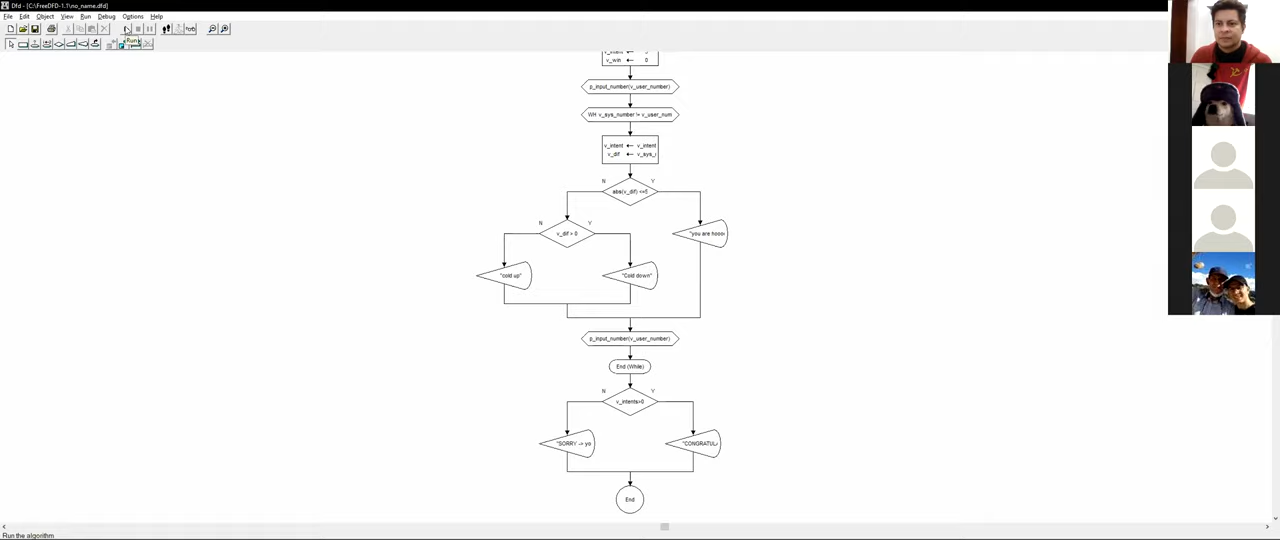 Dfd - [C:\FreeDFD-1.1\no_name.dfd]
File Edit Object View Run Debug Options Help
Run
v_win ← 0
p_input_number(v_user_number)
WH v_sys_number != v_user_num
v_intent ← v_intent
v_dif ← v_sys_
N Y
abs(v_dif) <=5
N Y
v_dif > 0
"you are hooo
"cold up" "Cold down"
p_input_number(v_user_number)
End (While)
N Y
v_intents>0
"SORRY -> yo "CONGRATUL
End
Run the algorithm